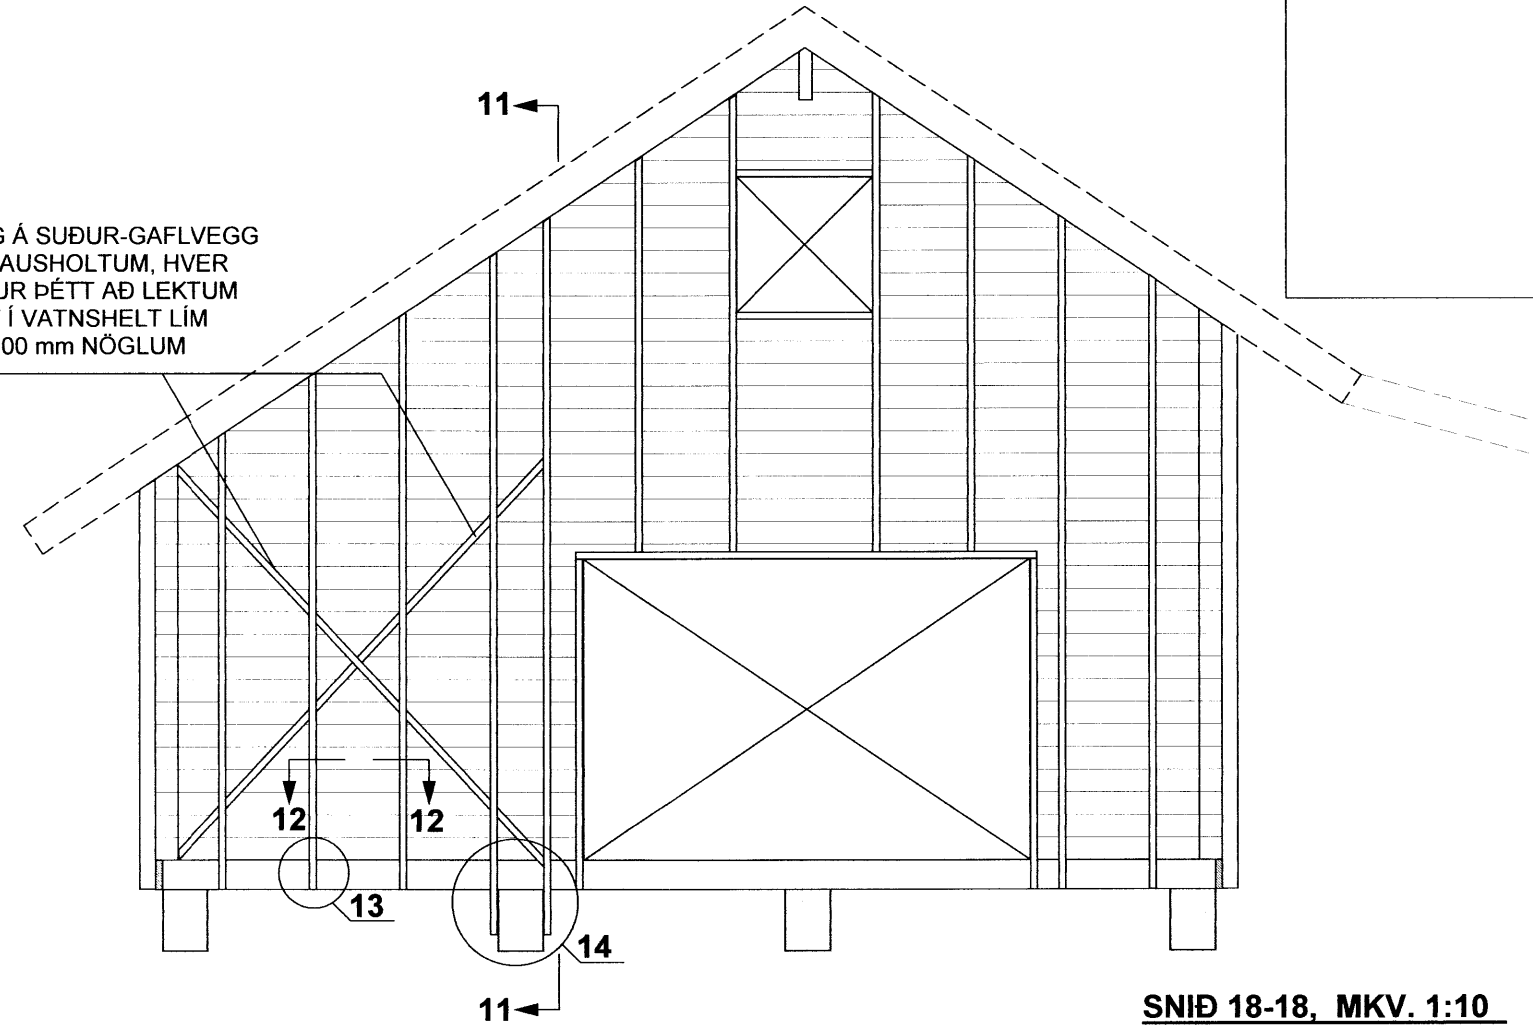 11
Á SUÐUR-GAFLVEGG
AUSHOLTUM, HVER
UR ÞÉTT AÐ LEKTUM
Í VATNSHELT LÍM
00 mm NÖGLUM
12
12
13
14
11
SNIÐ 18-18, MKV. 1:10